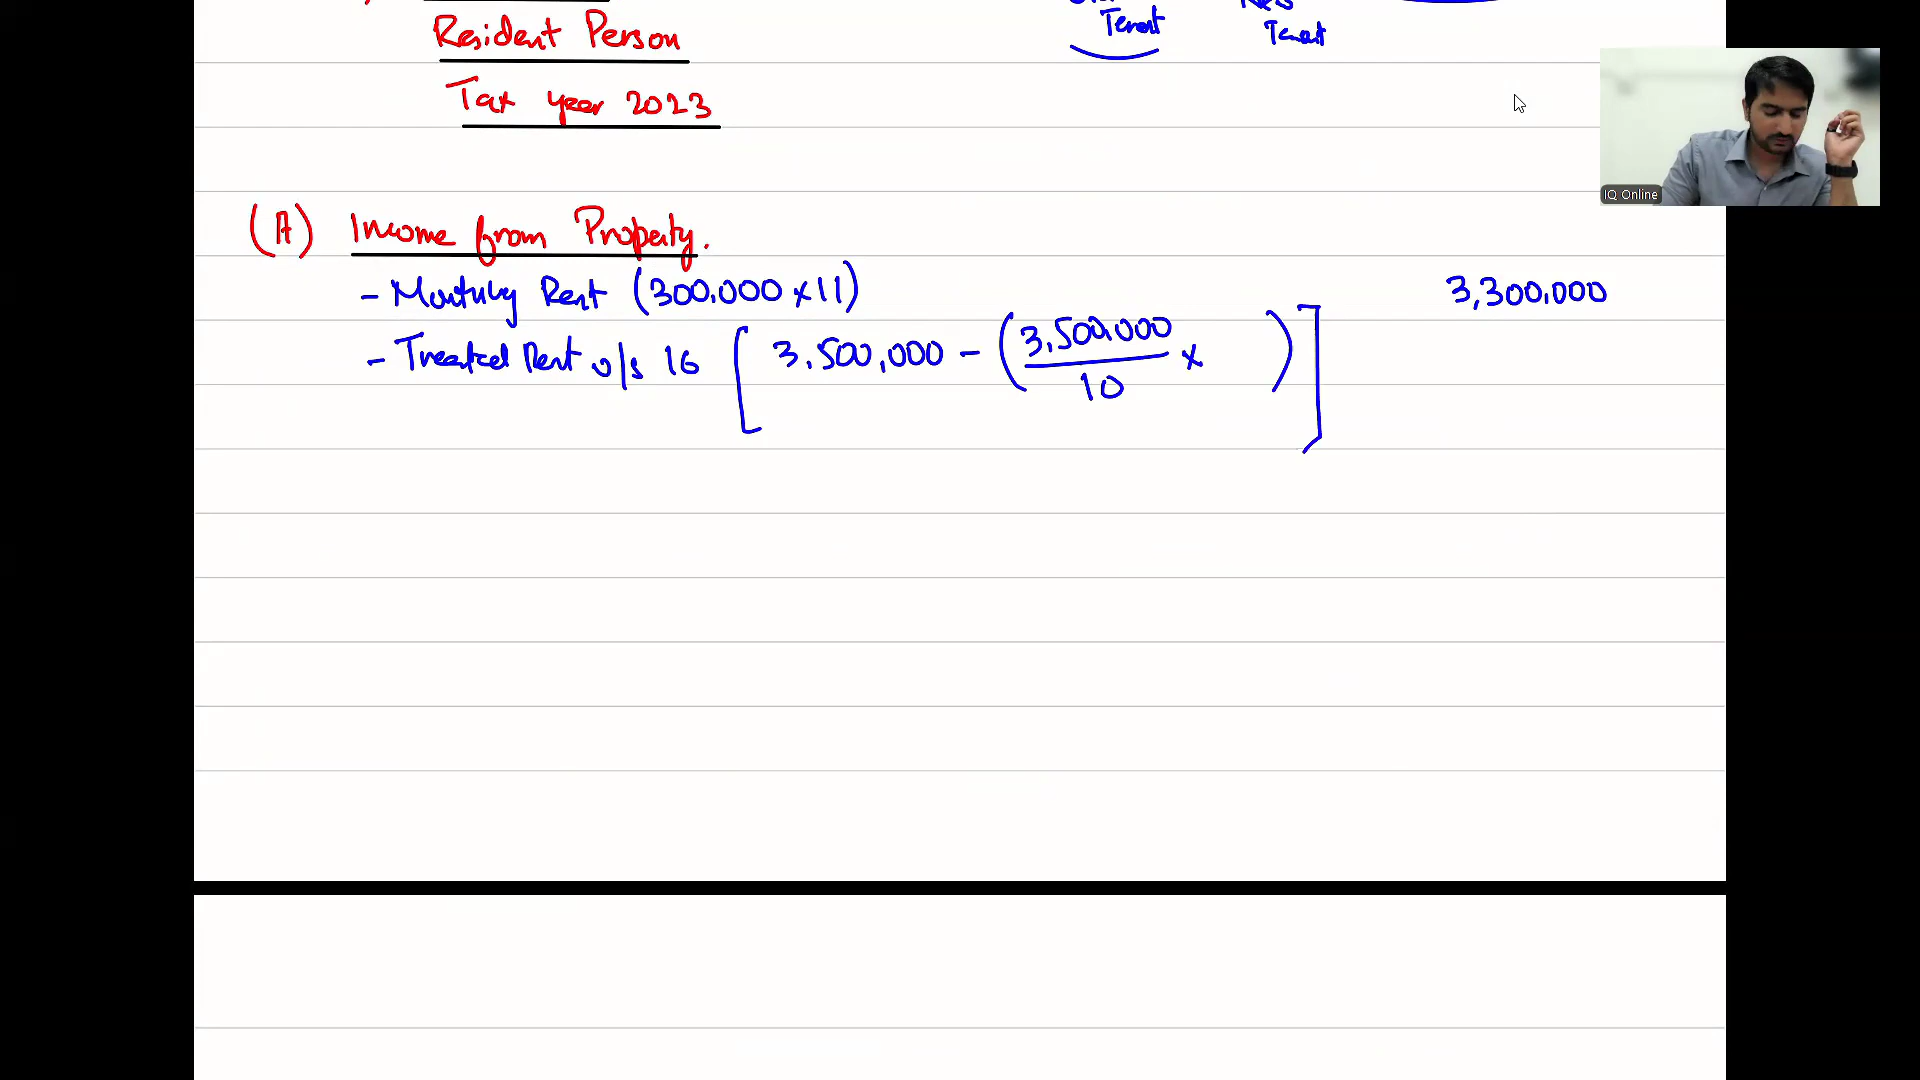 Tenant Tenant
Resident Person
Tax year 2023
IQ Online
(A) Income from Property.
- Monthly Rent (300,000 x 11) 3,300,000
- Treated Rent u/s 16 [ 3,500,000 - ( 3,500,000 / 10 x ) ]